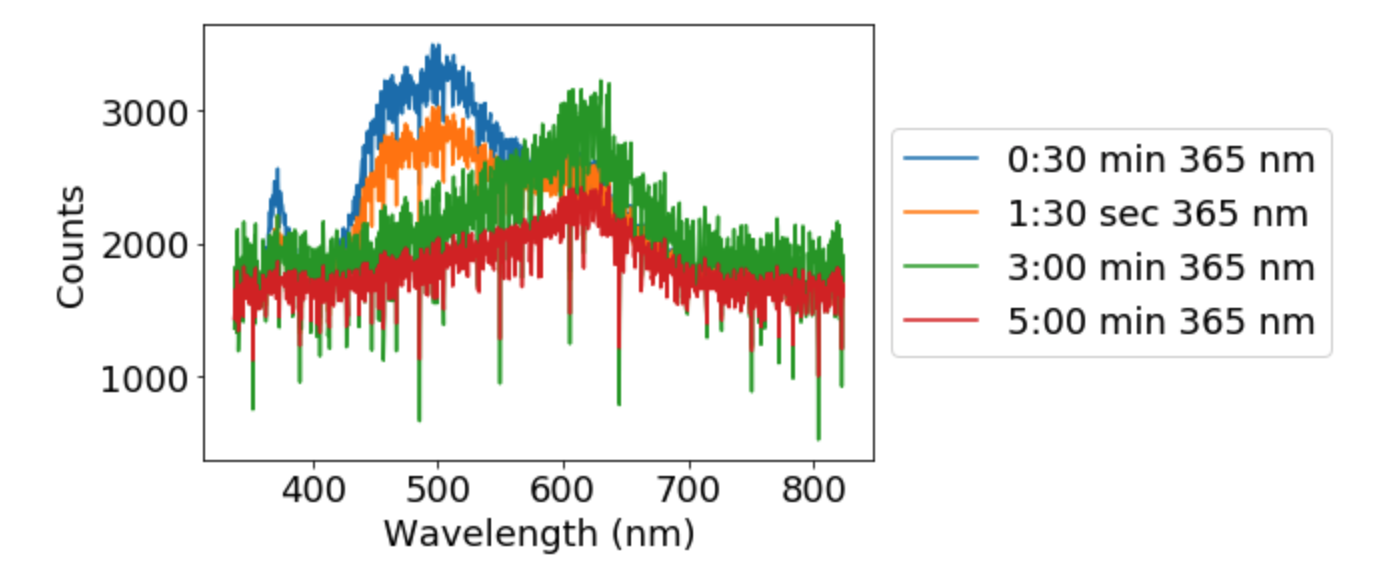 3000
2000
1000
Counts
400 500 600 700 800
Wavelength (nm)
0:30 min 365 nm
1:30 sec 365 nm
3:00 min 365 nm
5:00 min 365 nm